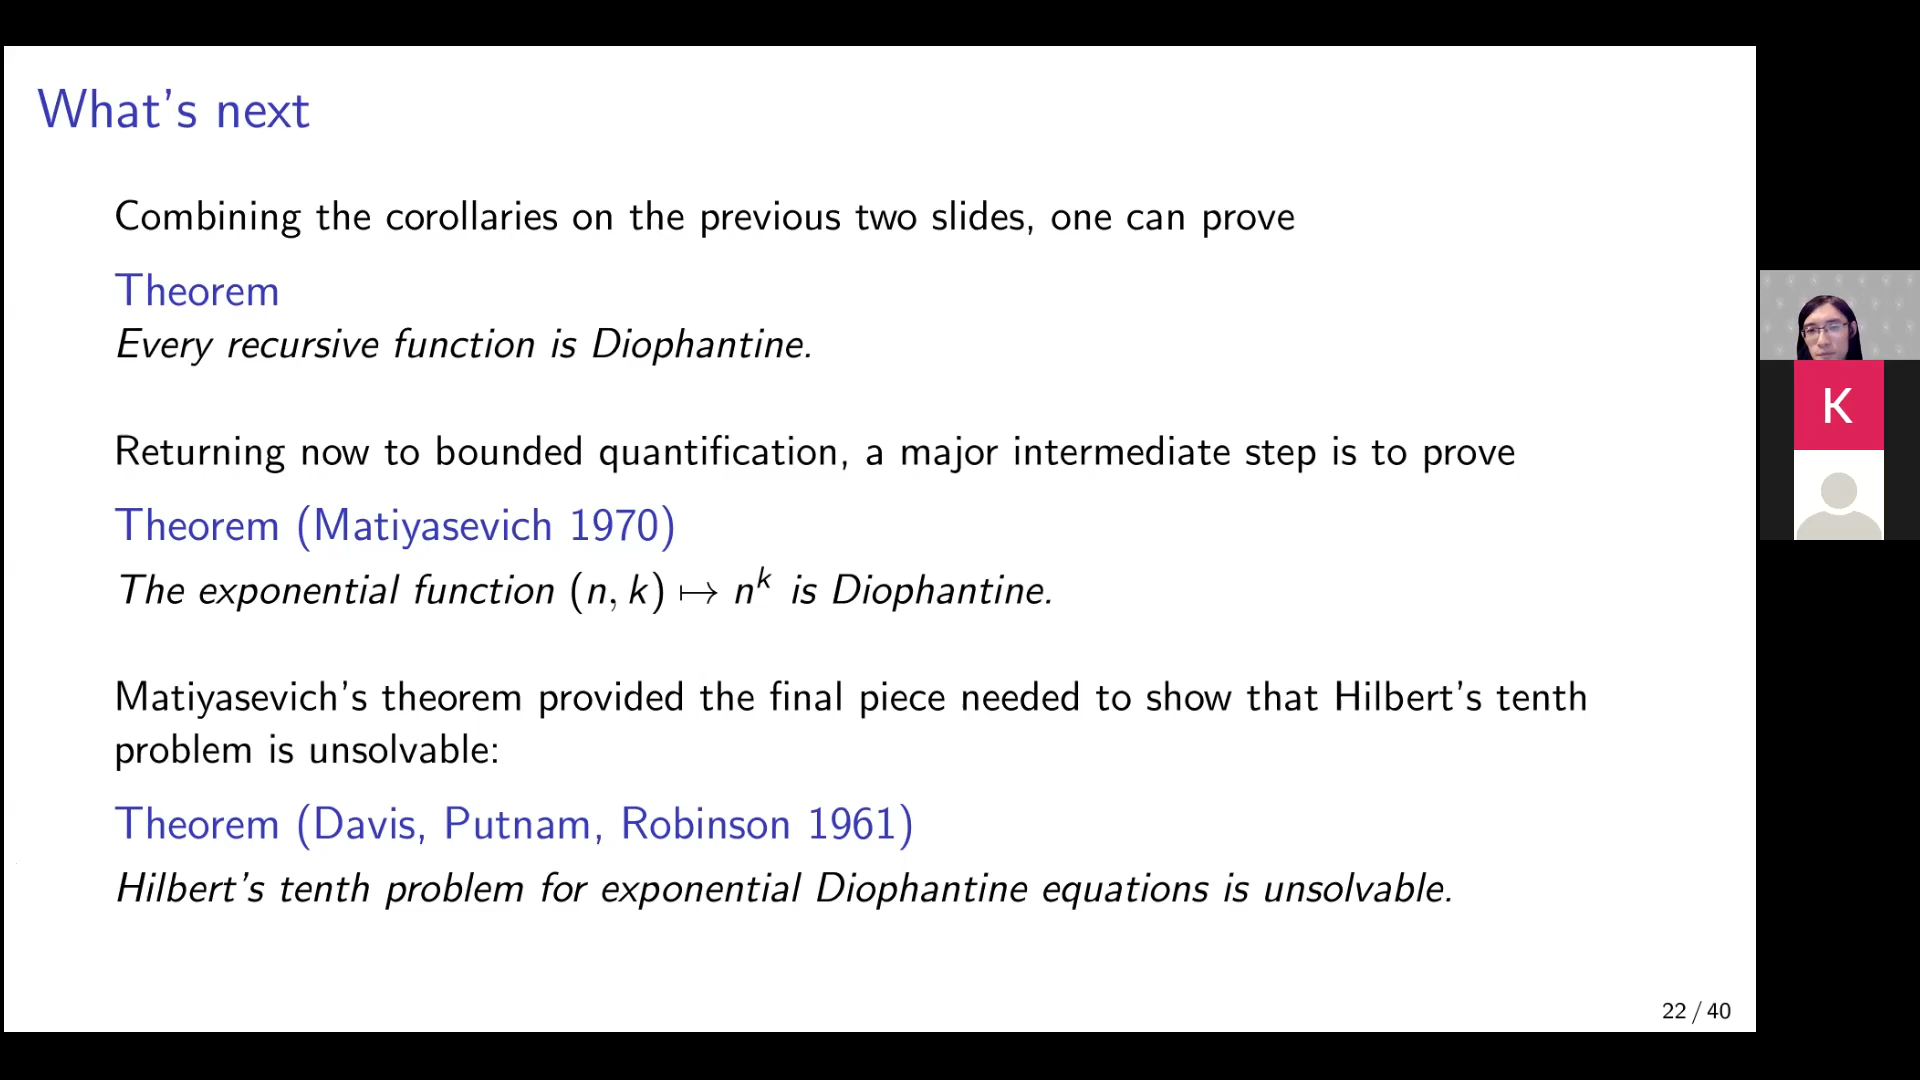 What's next
Combining the corollaries on the previous two slides, one can prove
Theorem
Every recursive function is Diophantine.
Returning now to bounded quantification, a major intermediate step is to prove
Theorem (Matiyasevich 1970)
The exponential function (n, k) ↦ nᵏ is Diophantine.
Matiyasevich's theorem provided the final piece needed to show that Hilbert's tenth
problem is unsolvable:
Theorem (Davis, Putnam, Robinson 1961)
Hilbert's tenth problem for exponential Diophantine equations is unsolvable.
22 / 40
K